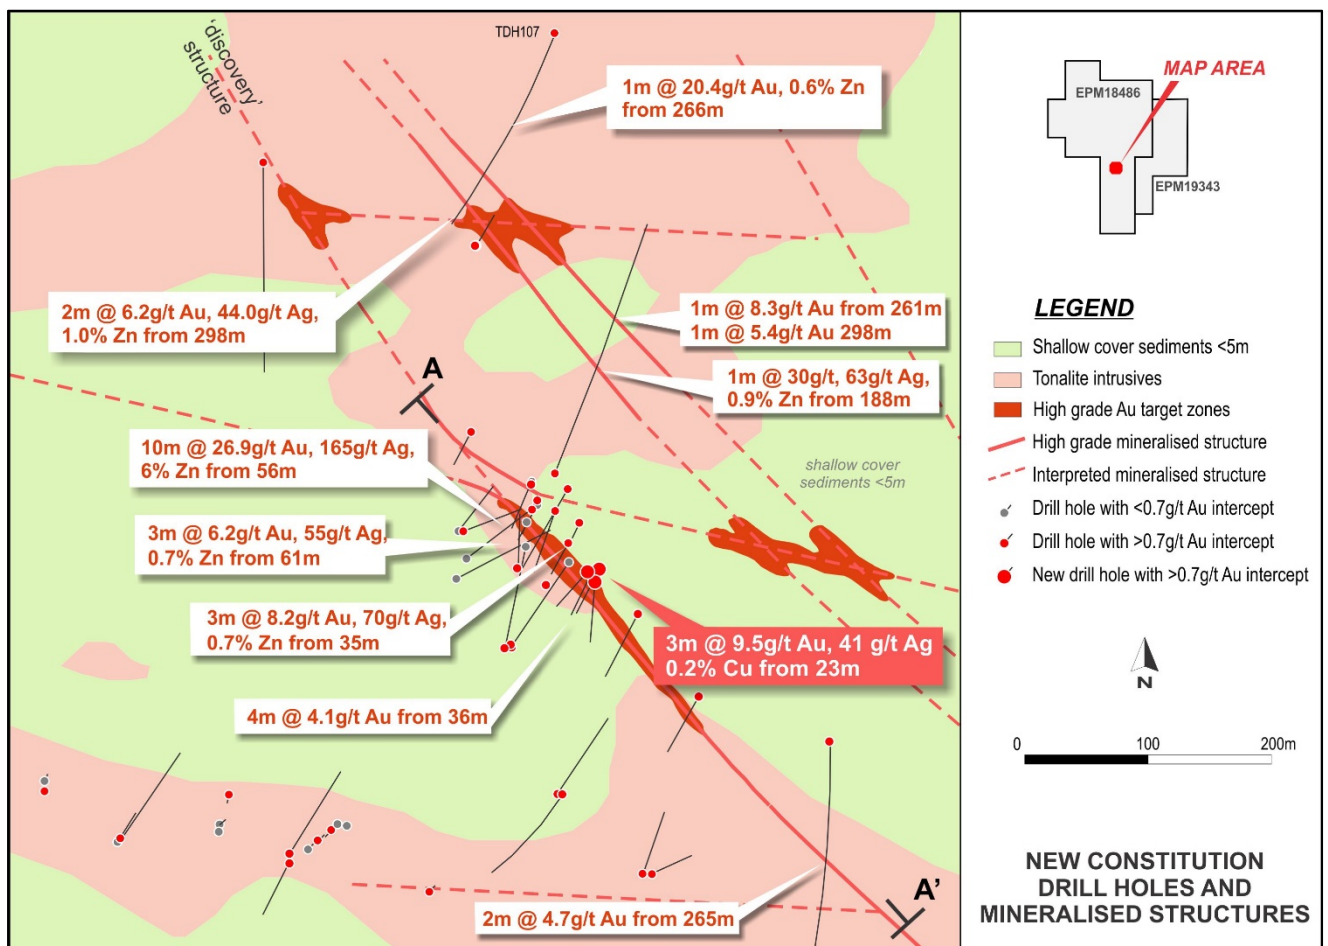 TDH107
'discovery'
structure
1m @ 20.4g/t Au, 0.6% Zn
from 266m
2m @ 6.2g/t Au, 44.0g/t Ag,
1.0% Zn from 298m
1m @ 8.3g/t Au from 261m
1m @ 5.4g/t Au 298m
A
1m @ 30g/t, 63g/t Ag,
0.9% Zn from 188m
10m @ 26.9g/t Au, 165g/t Ag,
6% Zn from 56m
shallow cover
sediments <5m
3m @ 6.2g/t Au, 55g/t Ag,
0.7% Zn from 61m
3m @ 8.2g/t Au, 70g/t Ag,
0.7% Zn from 35m
3m @ 9.5g/t Au, 41 g/t Ag
0.2% Cu from 23m
4m @ 4.1g/t Au from 36m
2m @ 4.7g/t Au from 265m
A'
MAP AREA
EPM18486
EPM19343
LEGEND
Shallow cover sediments <5m
Tonalite intrusives
High grade Au target zones
High grade mineralised structure
Interpreted mineralised structure
Drill hole with <0.7g/t Au intercept
Drill hole with >0.7g/t Au intercept
New drill hole with >0.7g/t Au intercept
N
0 100 200m
NEW CONSTITUTION
DRILL HOLES AND
MINERALISED STRUCTURES